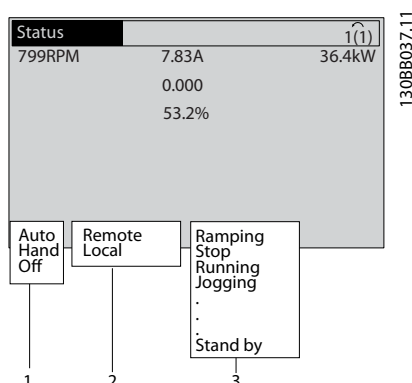 Status
1(1)
799RPM 7.83A 36.4kW
0.000
53.2%
Auto
Hand
Off
Remote
Local
Ramping
Stop
Running
Jogging
.
.
.
Stand by
1 2 3
130BB037.11